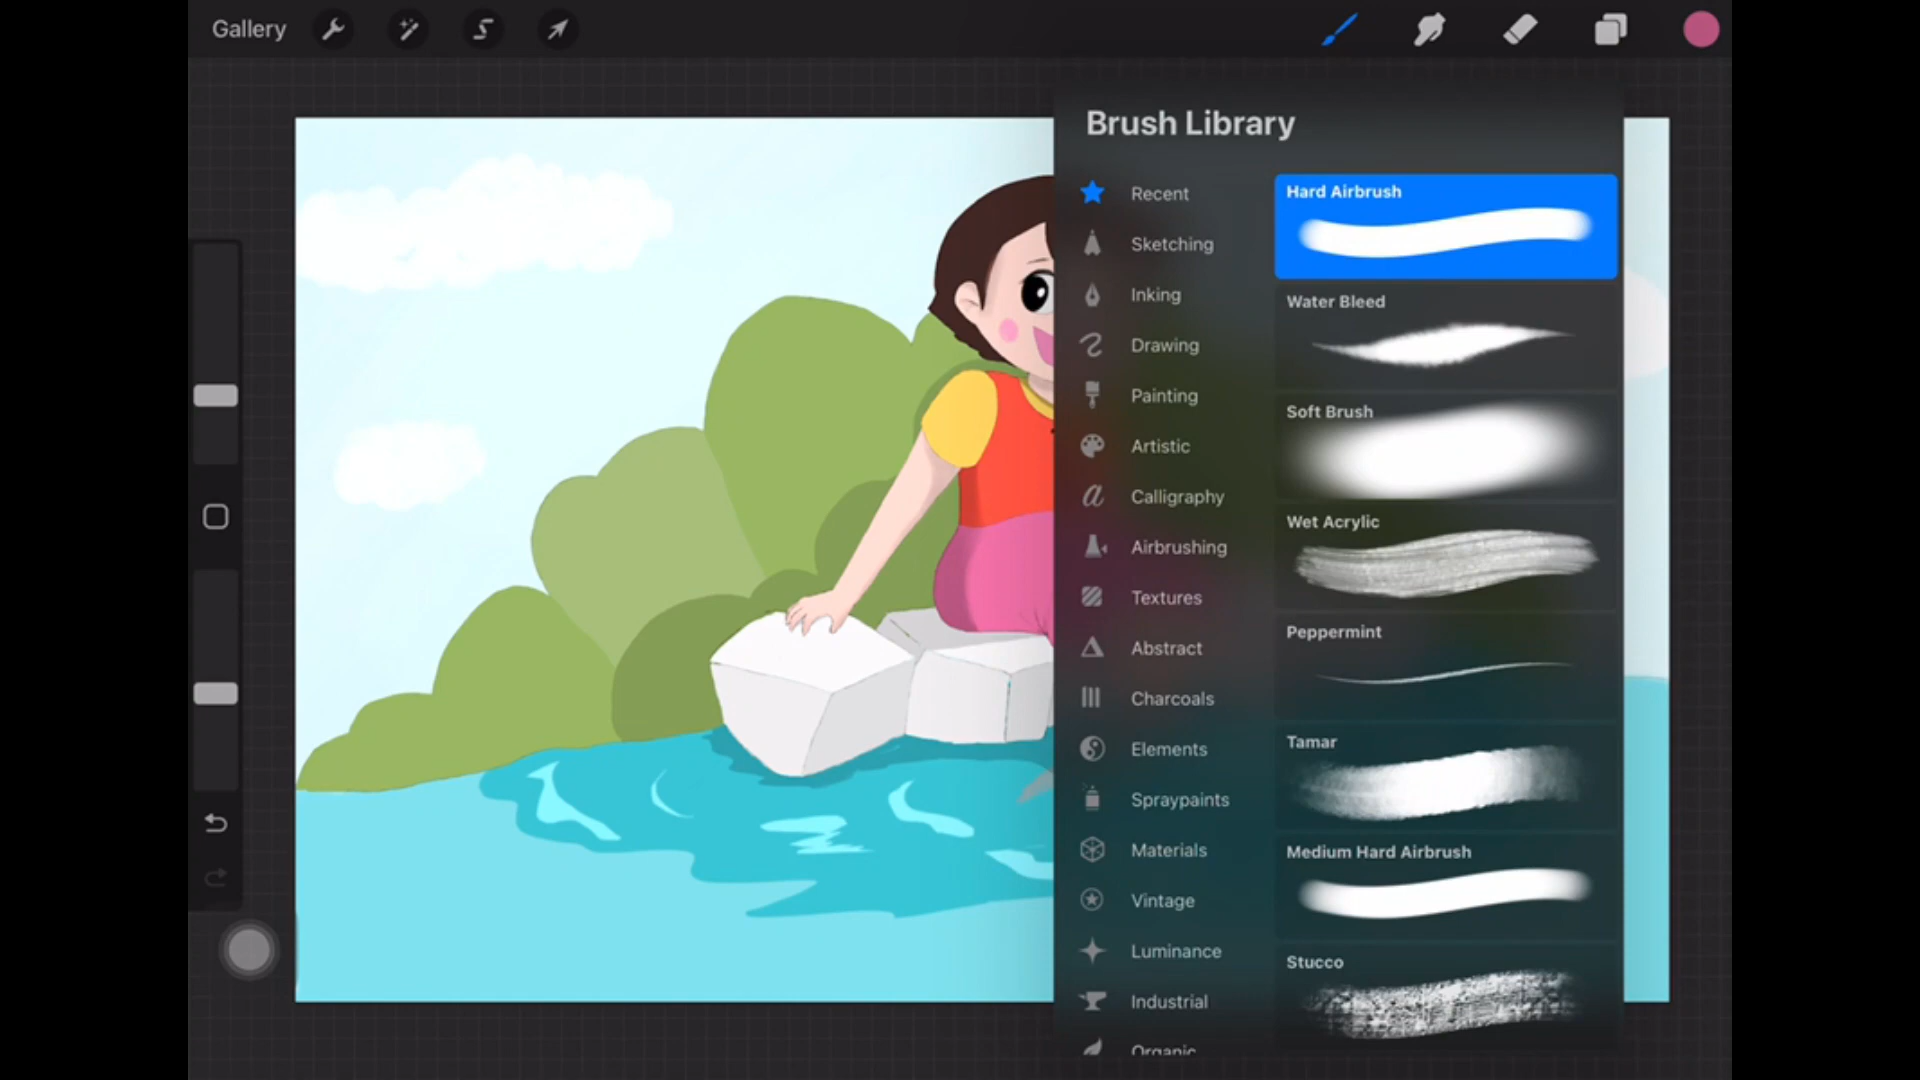 Gallery
Brush Library
Recent
Sketching
Inking
Drawing
Painting
Artistic
Calligraphy
Airbrushing
Textures
Abstract
Charcoals
Elements
Spraypaints
Materials
Vintage
Luminance
Industrial
Organic
Hard Airbrush
Water Bleed
Soft Brush
Wet Acrylic
Peppermint
Tamar
Medium Hard Airbrush
Stucco